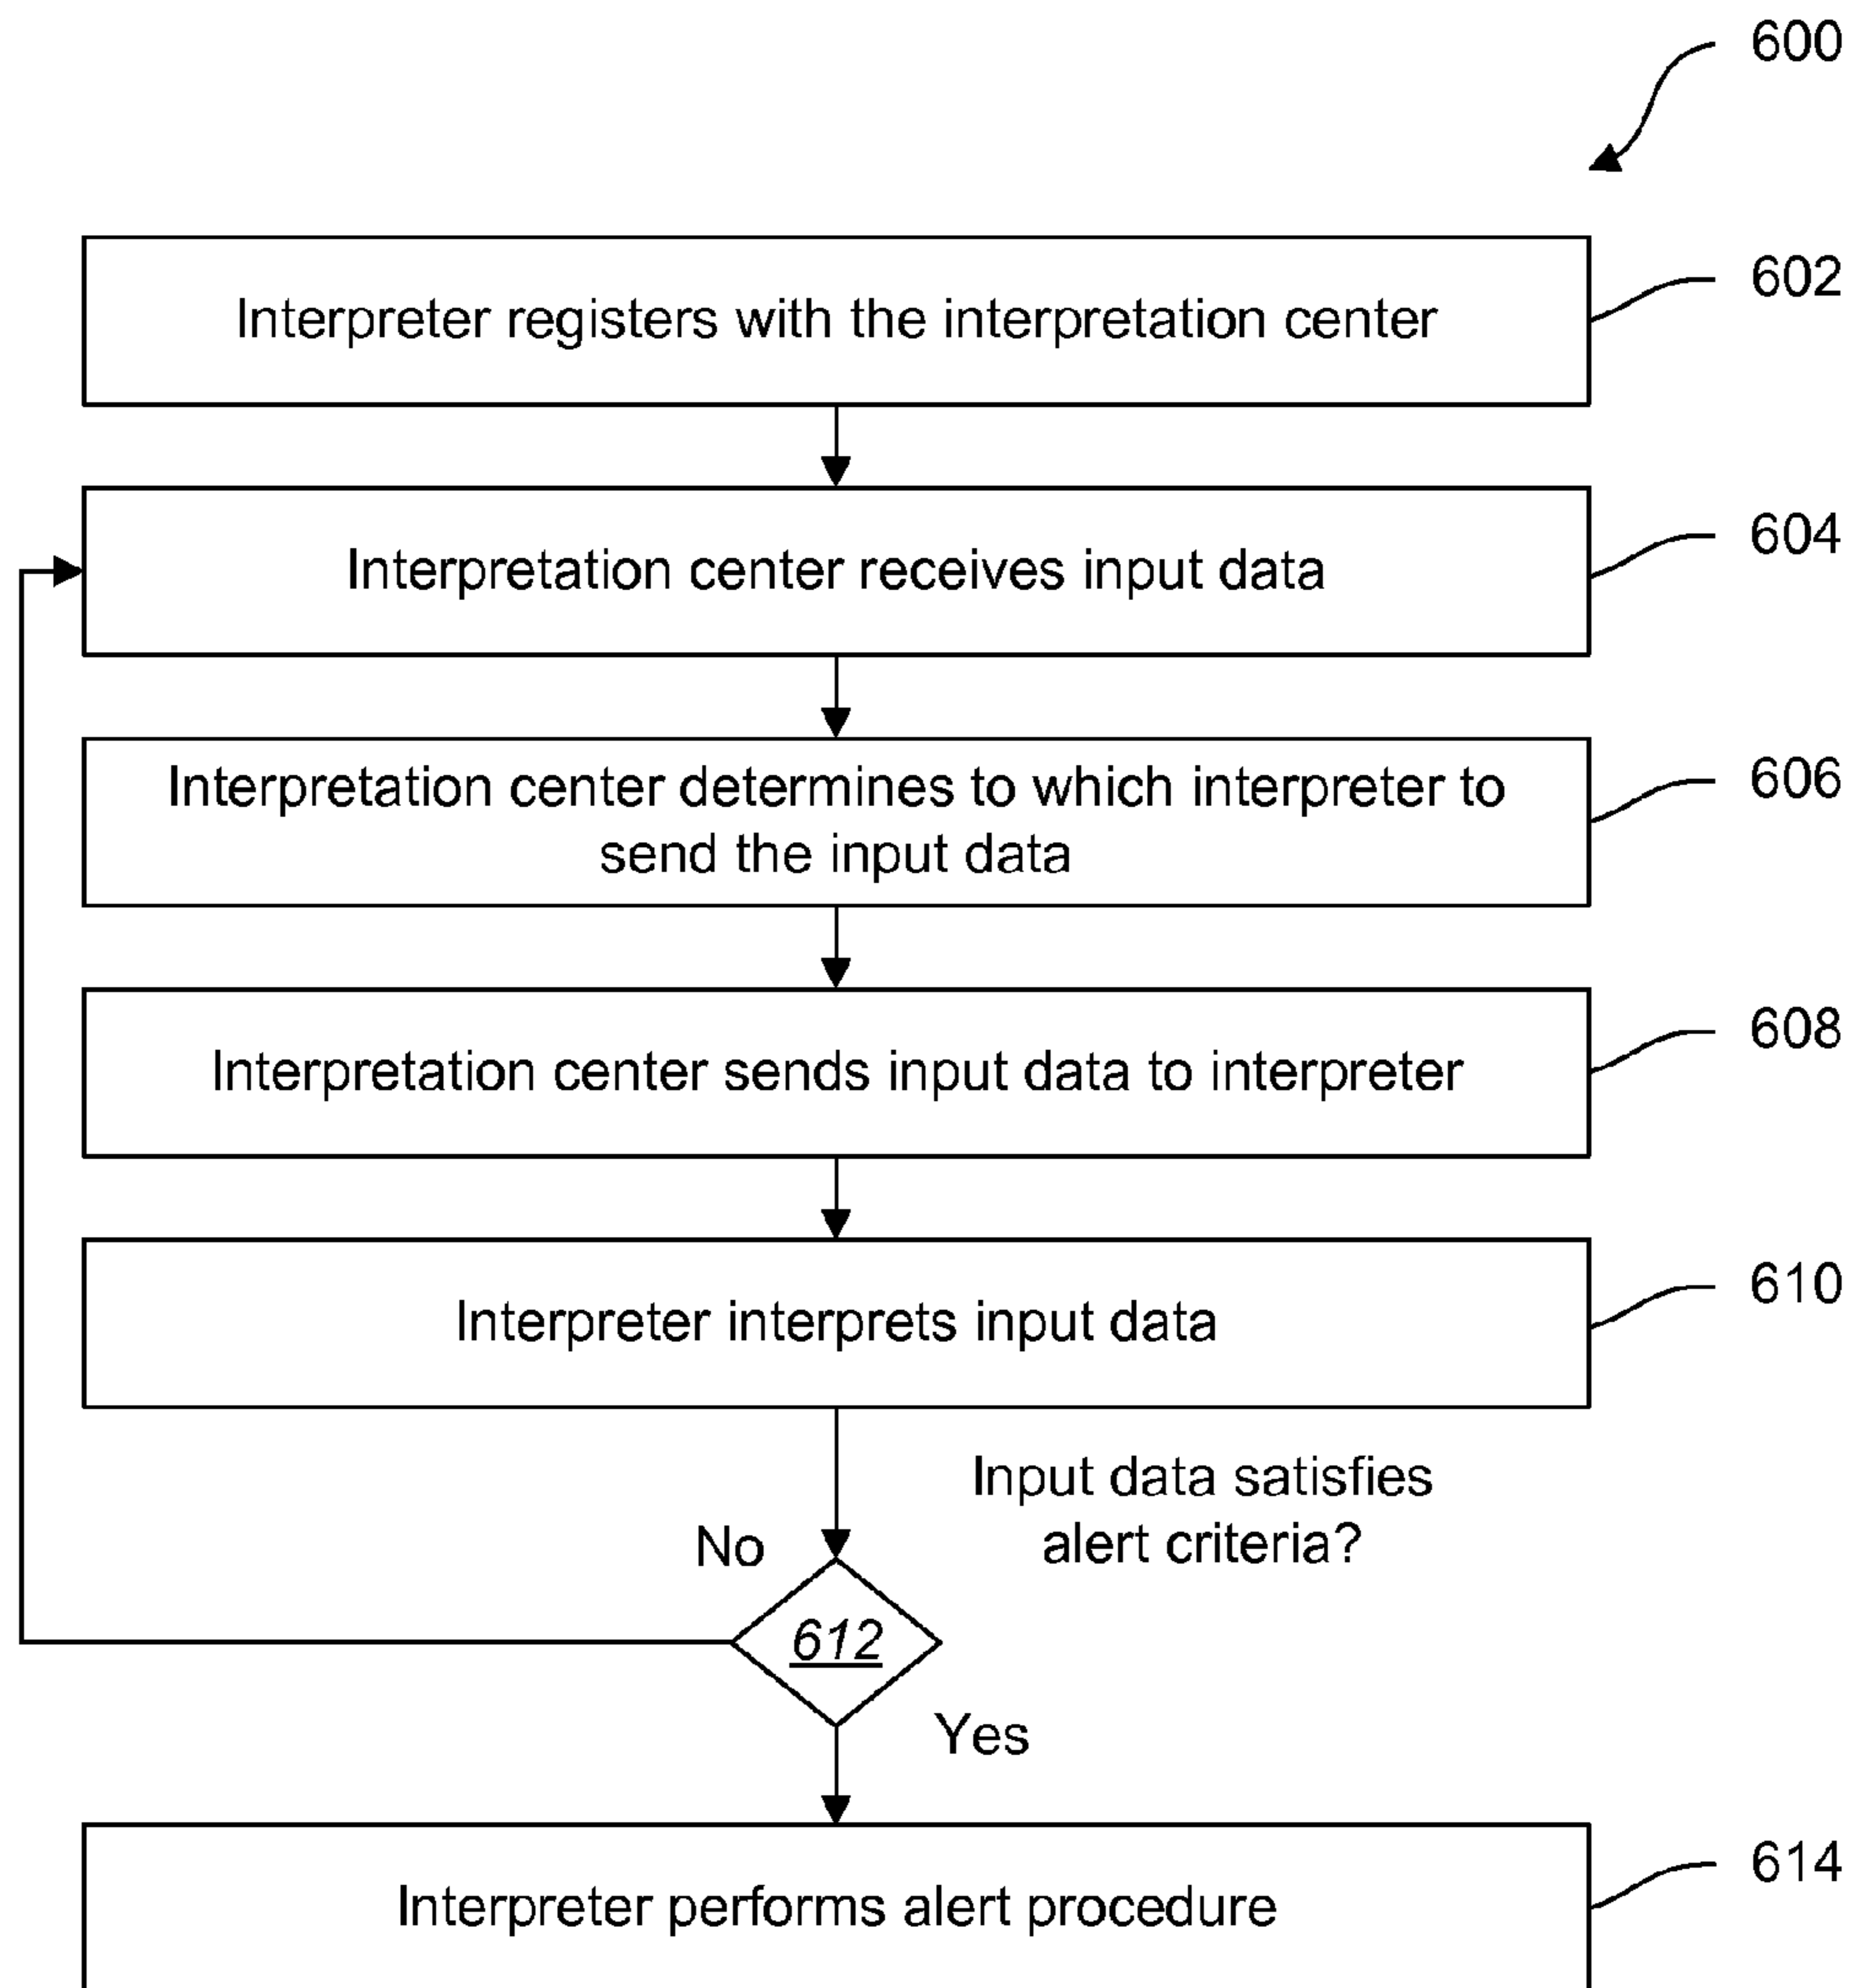 600
Interpreter registers with the interpretation center
602
Interpretation center receives input data
604
Interpretation center determines to which interpreter to
send the input data
606
Interpretation center sends input data to interpreter
608
Interpreter interprets input data
610
Input data satisfies
alert criteria?
No
612
Yes
Interpreter performs alert procedure
614